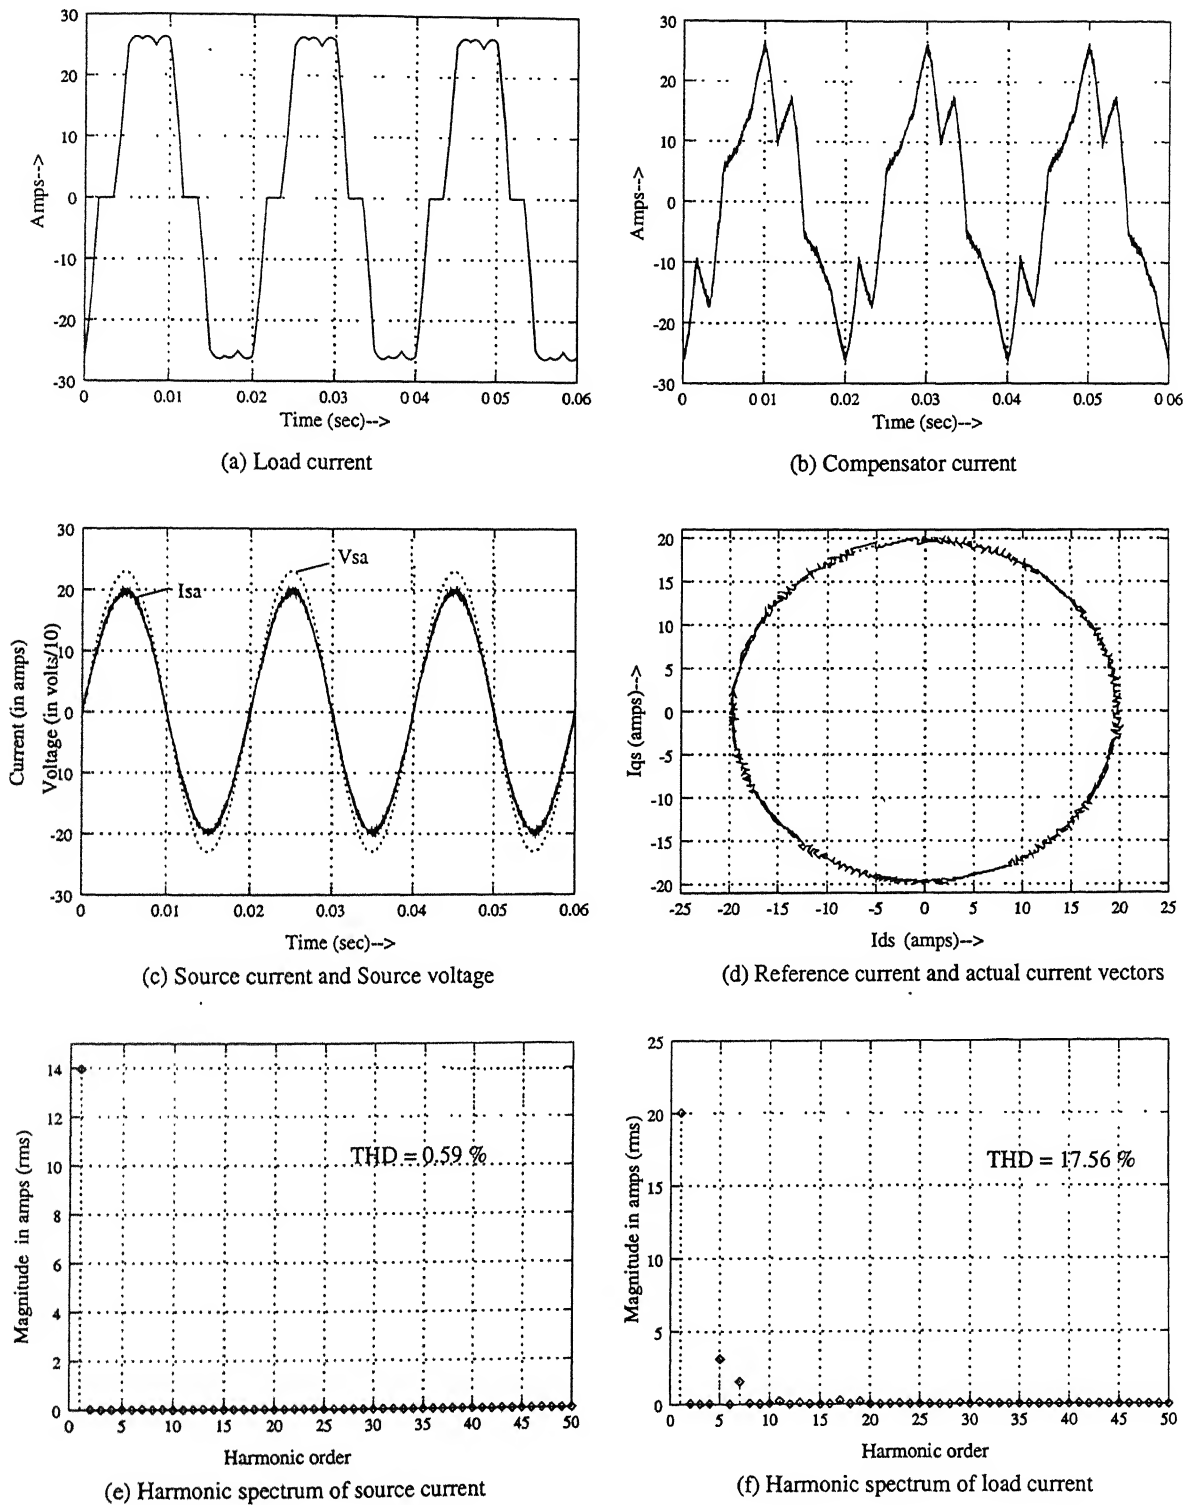 30
20
10
0
-10
-20
-30
Amps-->
0 0.01 0.02 0.03 0.04 0 05 0.06
Time (sec)-->
(a) Load current
30
20
10
0
-10
-20
-30
Amps-->
0 0 01 0.02 0.03 0.04 0.05 0 06
Time (sec)-->
(b) Compensator current
30
20
10
0
-10
-20
-30
Current (in amps)
Voltage (in volts/10)
Vsa
Isa
0 0.01 0.02 0.03 0.04 0.05 0.06
Time (sec)-->
(c) Source current and Source voltage
20
15
10
5
0
-5
-10
-15
-20
Iqs (amps)-->
-25 -20 -15 -10 -5 0 5 10 15 20 25
Ids (amps)-->
(d) Reference current and actual current vectors
14
12
10
8
6
4
2
0
Magnitude in amps (rms)
THD = 0.59 %
0 5 10 15 20 25 30 35 40 45 50
Harmonic order
(e) Harmonic spectrum of source current
25
20
15
10
5
0
Magnitude in amps (rms)
THD = 17.56 %
0 5 10 15 20 25 30 35 40 45 50
Harmonic order
(f) Harmonic spectrum of load current